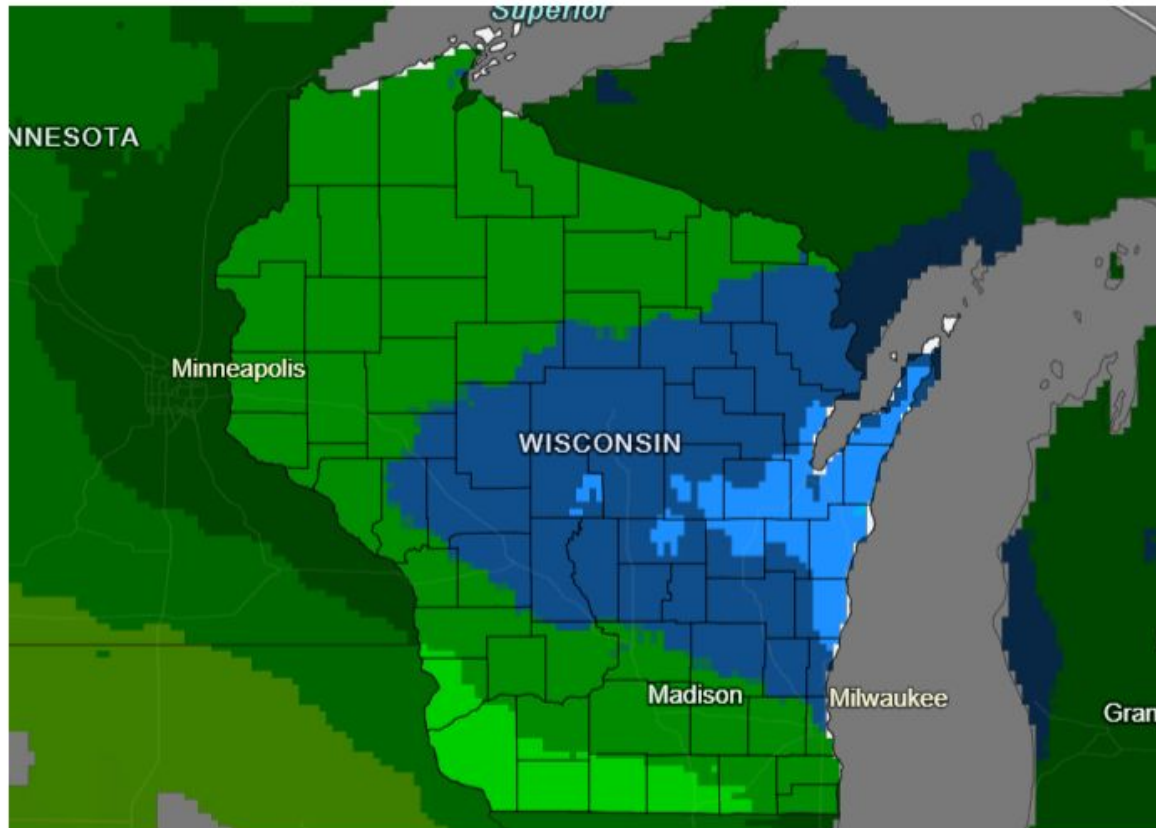 Superior
NNESOTA
Minneapolis
WISCONSIN
Madison
Milwaukee
Gran